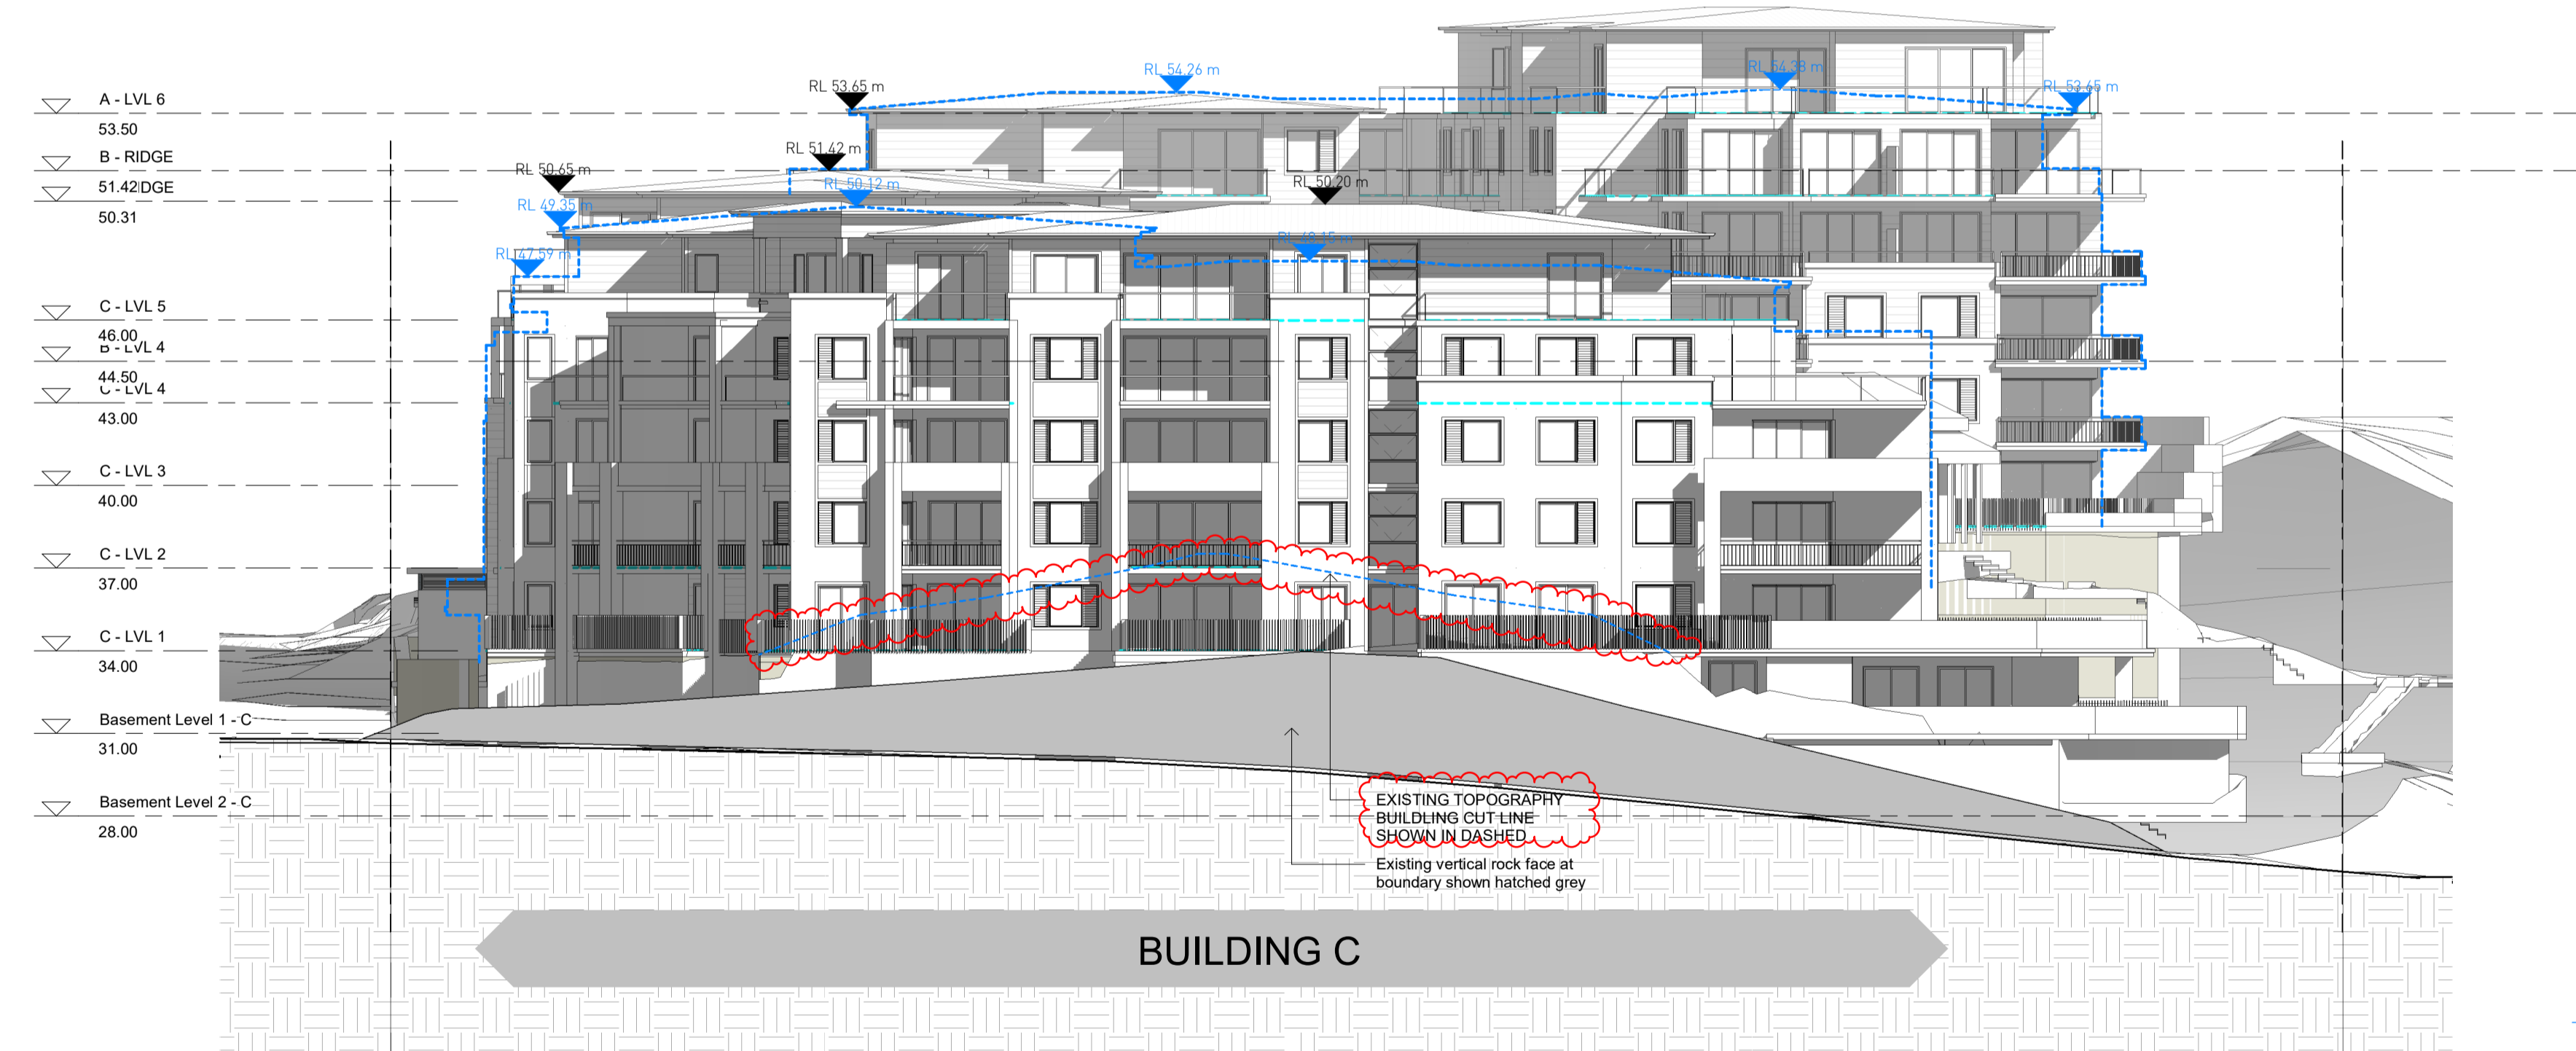 RL 54.26 m
RL 54.38 m
RL 53.65 m
RL 53.65 m
A - LVL 6
53.50
RL 51.42 m
B - RIDGE
RL 50.65 m
RL 50.12 m
RL 50.20 m
51.42
DGE
RL 49.35 m
50.31
RL 47.59 m
C - LVL 5
46.00
B - LVL 4
44.50
C - LVL 4
43.00
C - LVL 3
40.00
C - LVL 2
37.00
C - LVL 1
34.00
Basement Level 1 - C
31.00
Basement Level 2 - C
28.00
EXISTING TOPOGRAPHY
BUILDLING CUT LINE
SHOWN IN DASHED
Existing vertical rock face at
boundary shown hatched grey
BUILDING C